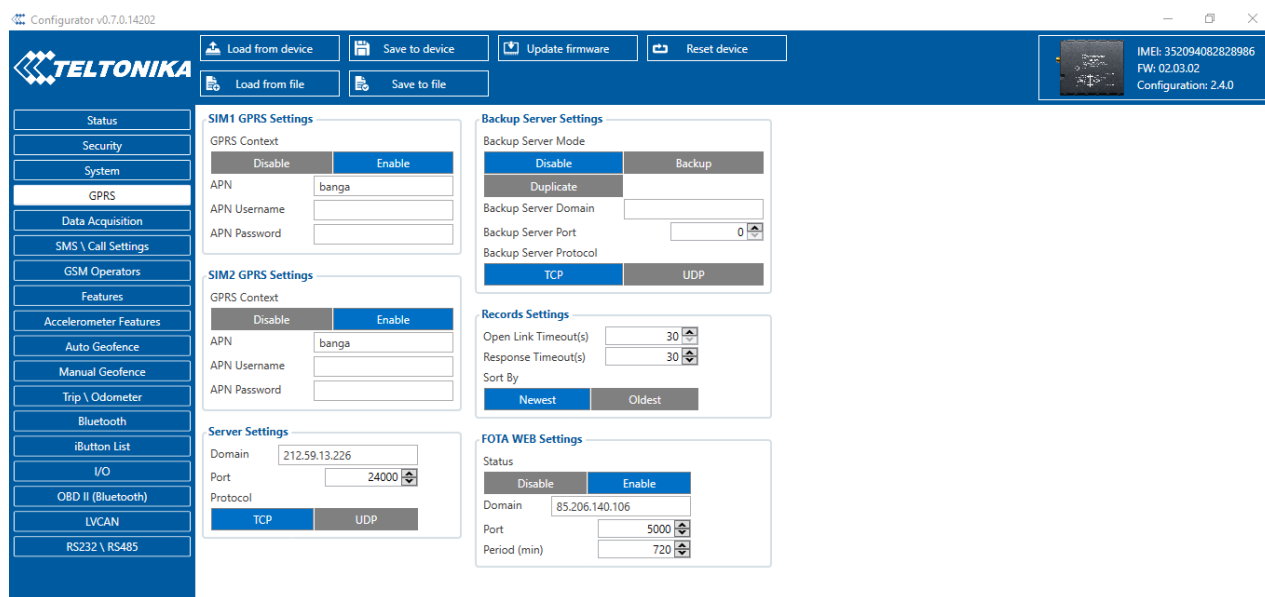 Configurator v0.7.0.14202
TELTONIKA
Load from device
Save to device
Update firmware
Reset device
Load from file
Save to file
IMEI: 352094082828986
FW: 02.03.02
Configuration: 2.4.0
Status
Security
System
GPRS
Data Acquisition
SMS \ Call Settings
GSM Operators
Features
Accelerometer Features
Auto Geofence
Manual Geofence
Trip \ Odometer
Bluetooth
iButton List
I/O
OBD II (Bluetooth)
LVCAN
RS232 \ RS485
SIM1 GPRS Settings
GPRS Context
Disable Enable
APN banga
APN Username
APN Password
SIM2 GPRS Settings
GPRS Context
Disable Enable
APN banga
APN Username
APN Password
Server Settings
Domain 212.59.13.226
Port 24000
Protocol
TCP UDP
Backup Server Settings
Backup Server Mode
Disable Backup
Duplicate
Backup Server Domain
Backup Server Port 0
Backup Server Protocol
TCP UDP
Records Settings
Open Link Timeout(s) 30
Response Timeout(s) 30
Sort By
Newest Oldest
FOTA WEB Settings
Status
Disable Enable
Domain 85.206.140.106
Port 5000
Period (min) 720